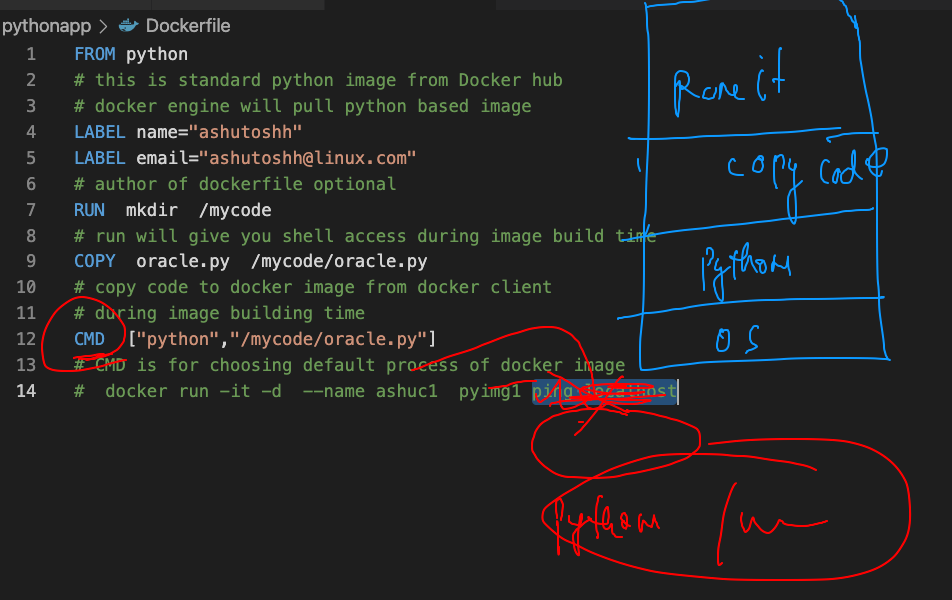 pythonapp > Dockerfile
1 FROM python
2 # this is standard python image from Docker hub
3 # docker engine will pull python based image
4 LABEL name="ashutoshh"
5 LABEL email="ashutoshh@linux.com"
6 # author of dockerfile optional
7 RUN mkdir /mycode
8 # run will give you shell access during image build time
9 COPY oracle.py /mycode/oracle.py
10 # copy code to docker image from docker client
11 # during image building time
12 CMD ["python","/mycode/oracle.py"]
13 # CMD is for choosing default process of docker image
14 # docker run -it -d --name ashuc1 pyimg1 ping localhost
copy code
Python
OS
Python